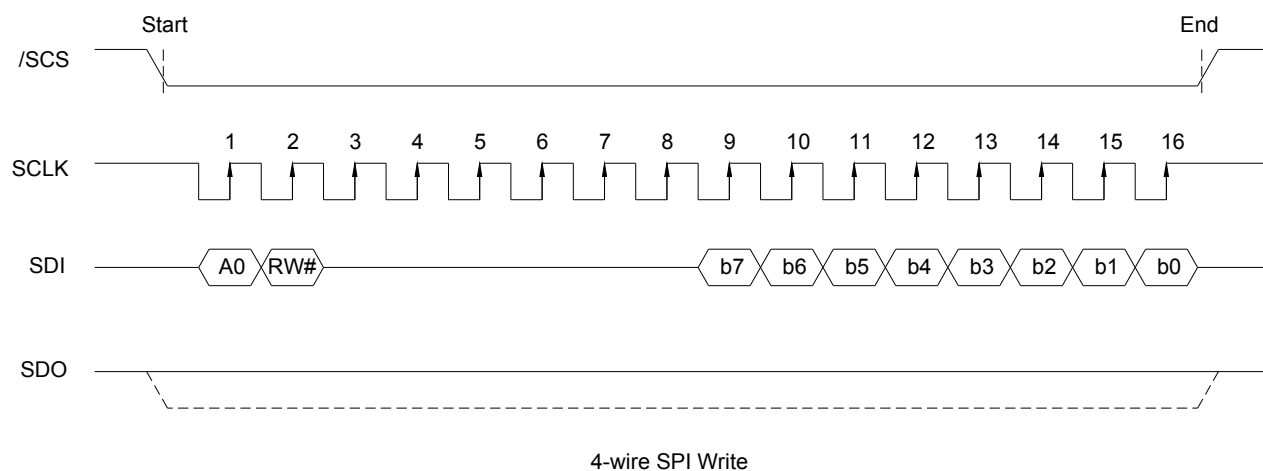 Start End
/SCS
1 2 3 4 5 6 7 8 9 10 11 12 13 14 15 16
SCLK
SDI A0 RW# b7 b6 b5 b4 b3 b2 b1 b0
SDO
4-wire SPI Write